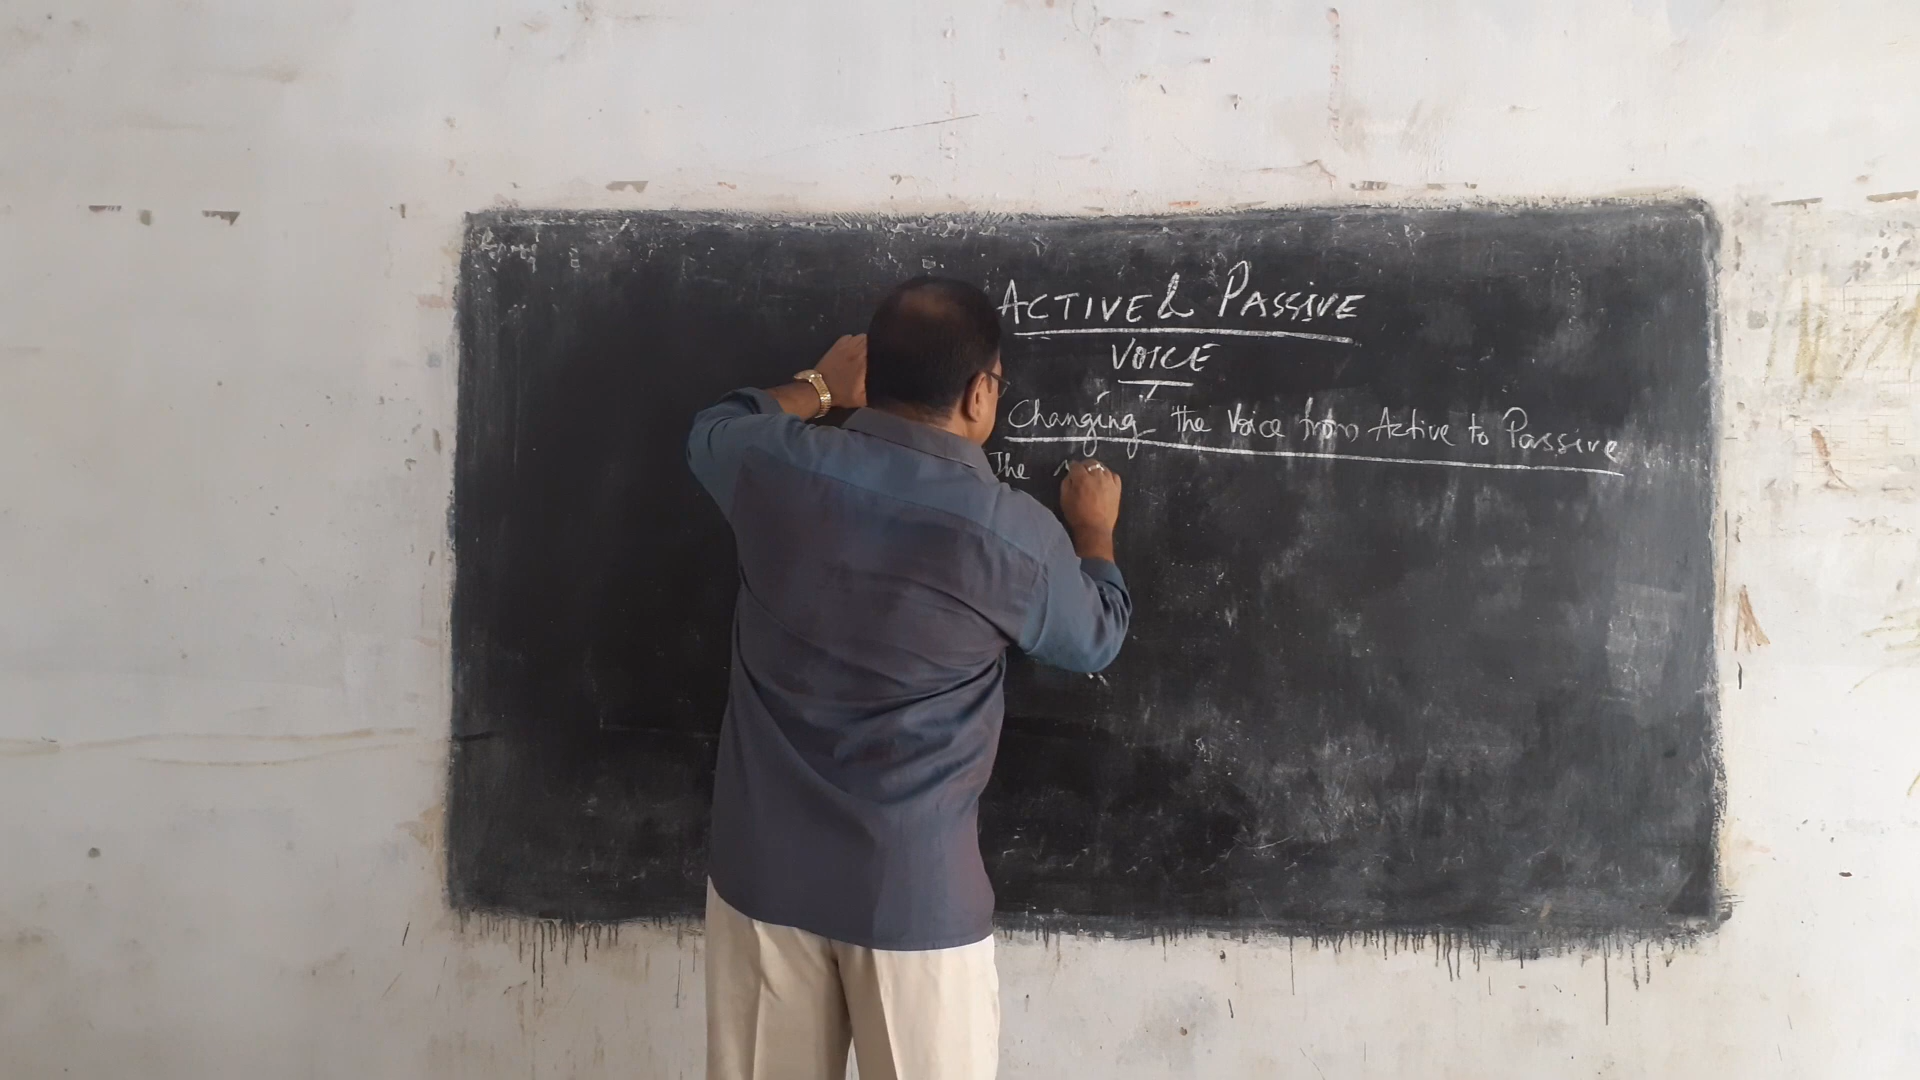 ACTIVE & PASSIVE
VOICE
Changing the Voice from Active to Passive
The